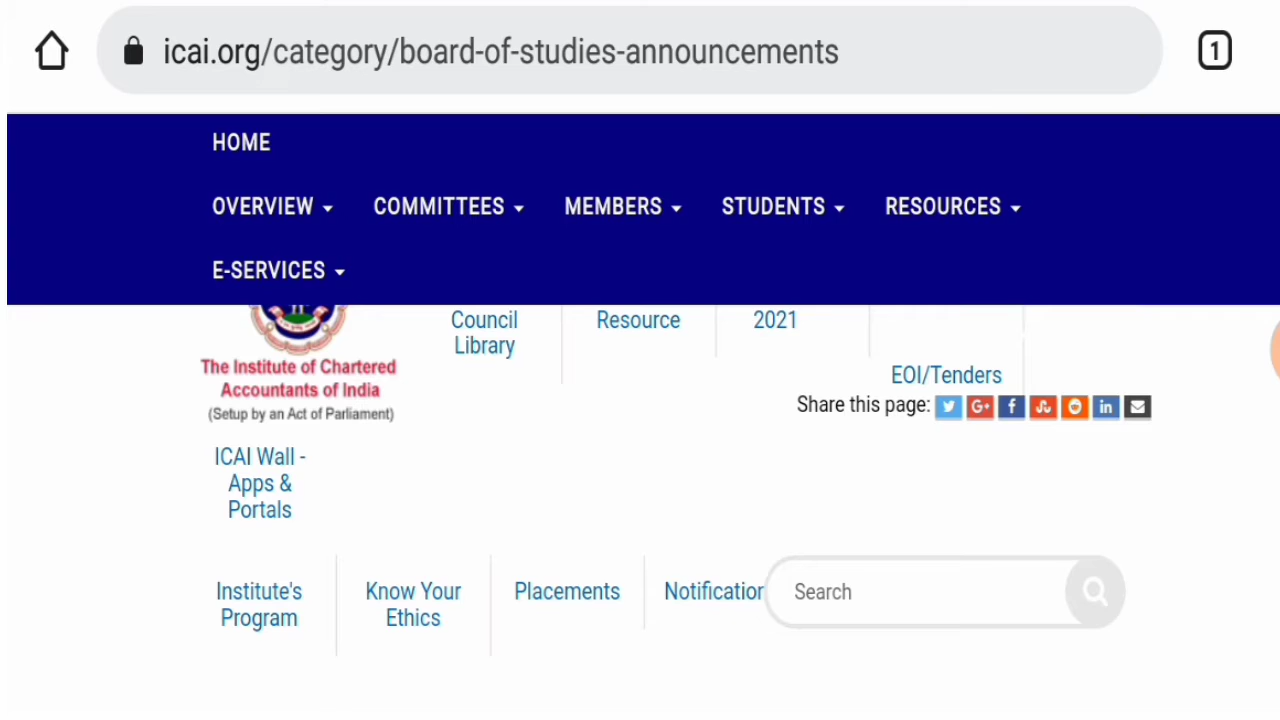 icai.org/category/board-of-studies-announcements
1
HOME
OVERVIEW COMMITTEES MEMBERS STUDENTS RESOURCES
E-SERVICES
Council
Library
Resource
2021
EOI/Tenders
The Institute of Chartered
Accountants of India
(Setup by an Act of Parliament)
Share this page:
ICAI Wall -
Apps &
Portals
Institute's
Program
Know Your
Ethics
Placements
Notification
Search